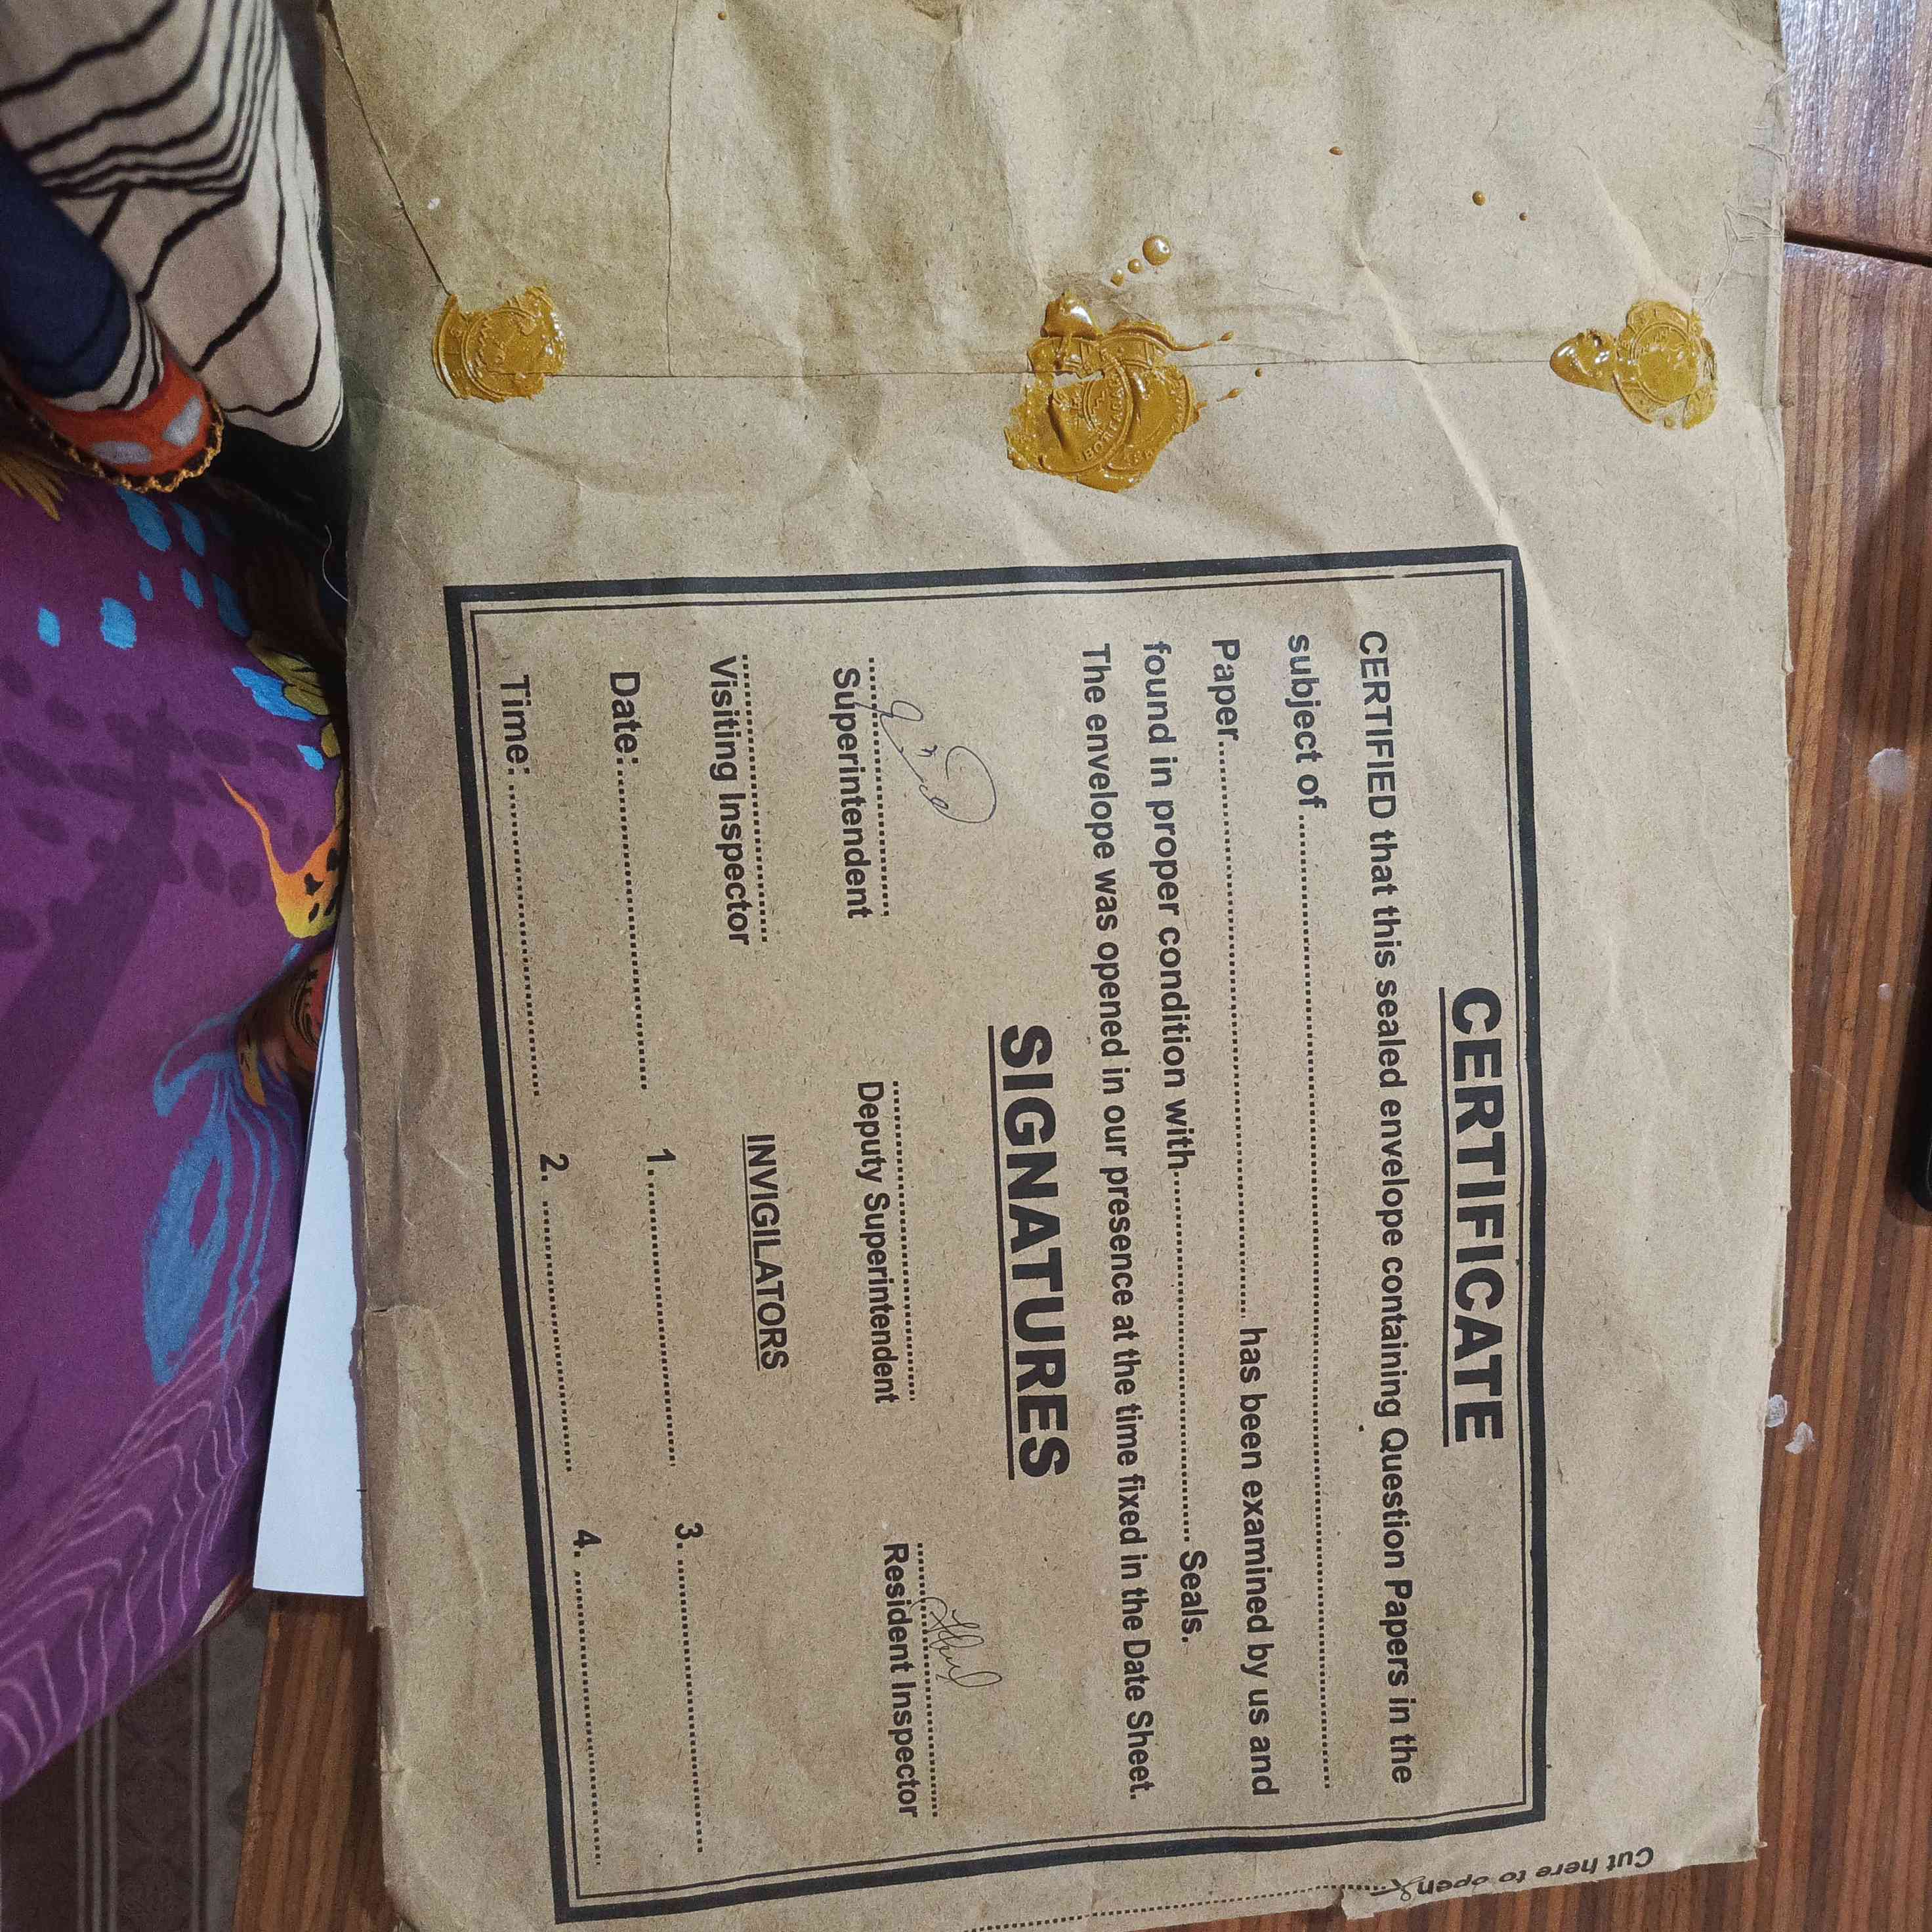 CERTIFICATE
CERTIFIED that this sealed envelope containing Question Papers in the
subject of
Paper has been examined by us and
found in proper condition with Seals.
The envelope was opened in our presence at the time fixed in the Date Sheet.
SIGNATURES
Superintendent Deputy Superintendent Resident Inspector
Visiting Inspector INVIGILATORS
Date: 1. 3.
Time: 2. 4.
Cut here to open